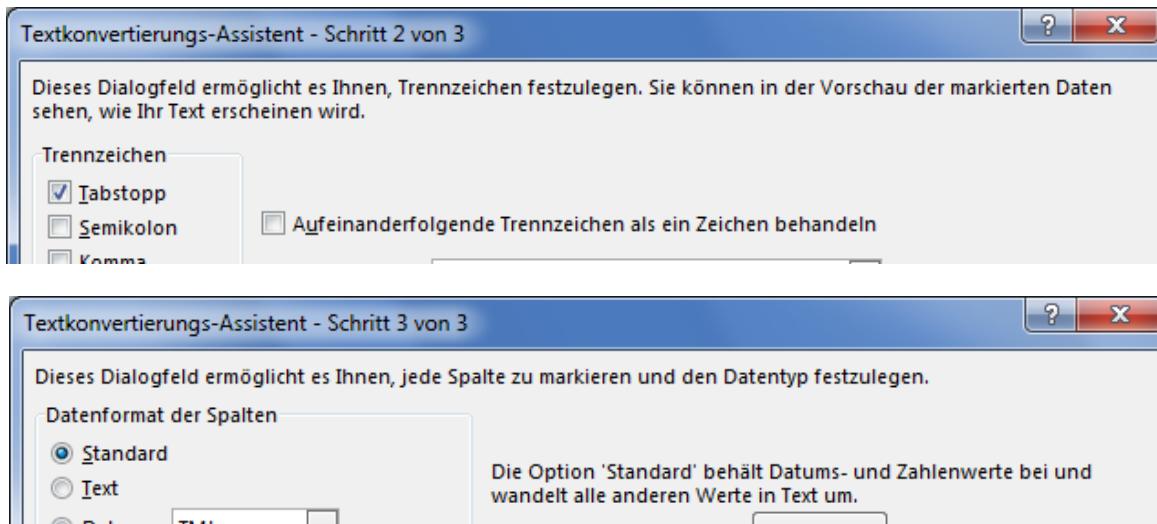 Textkonvertierungs-Assistent - Schritt 2 von 3
Dieses Dialogfeld ermöglicht es Ihnen, Trennzeichen festzulegen. Sie können in der Vorschau der markierten Daten
sehen, wie Ihr Text erscheinen wird.
Trennzeichen
Tabstopp
Semikolon
Aufeinanderfolgende Trennzeichen als ein Zeichen behandeln
Komma
Textkonvertierungs-Assistent - Schritt 3 von 3
Dieses Dialogfeld ermöglicht es Ihnen, jede Spalte zu markieren und den Datentyp festzulegen.
Datenformat der Spalten
Standard
Text
Die Option 'Standard' behält Datums- und Zahlenwerte bei und
wandelt alle anderen Werte in Text um.